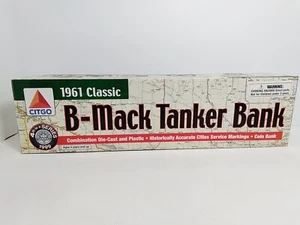 1961 Classic
CITGO
B-Mack Tanker Bank
Combination Die-Cast and Plastic • Historically Accurate Cities Service Markings • Coin Bank
WARNING: